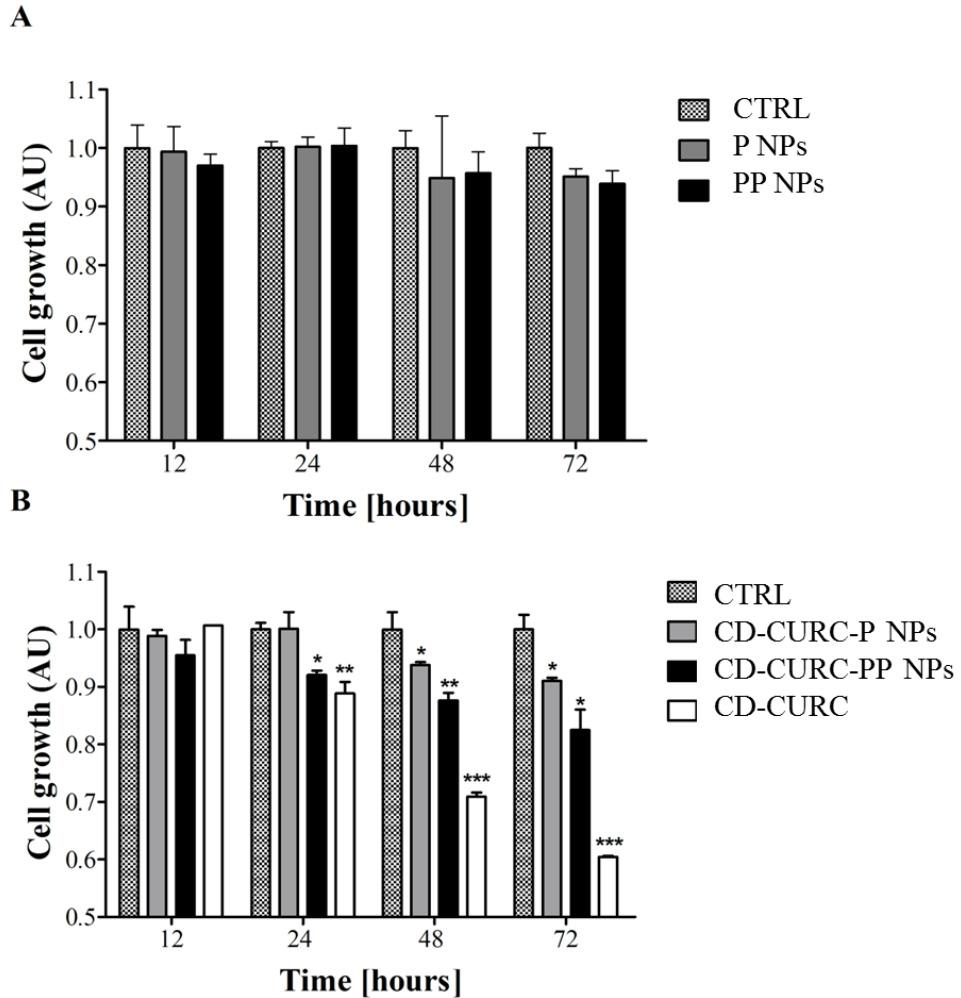 A
Cell growth (AU)
1.1
1.0
0.9
0.8
0.7
0.6
0.5
12 24 48 72
Time [hours]
CTRL
P NPs
PP NPs
B
Cell growth (AU)
1.1
1.0
0.9
0.8
0.7
0.6
0.5
* ** * ** *** * * ***
12 24 48 72
Time [hours]
CTRL
CD-CURC-P NPs
CD-CURC-PP NPs
CD-CURC